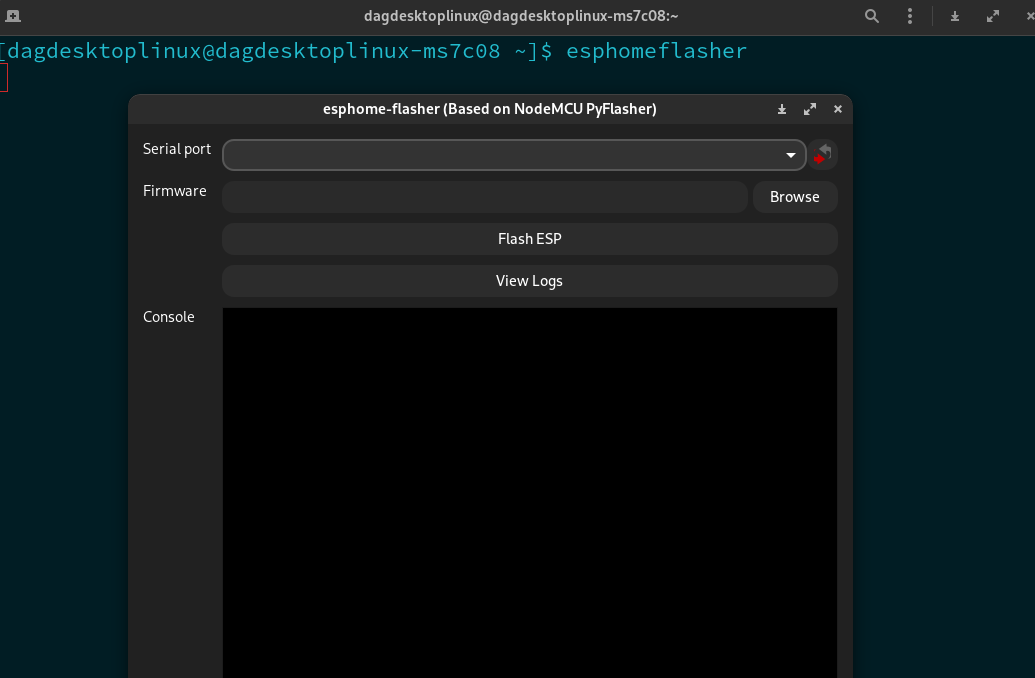 dagdesktoplinux@dagdesktoplinux-ms7c08:~
[dagdesktoplinux@dagdesktoplinux-ms7c08 ~]$ esphomeflasher
esphome-flasher (Based on NodeMCU PyFlasher)
Serial port
Firmware
Browse
Flash ESP
View Logs
Console